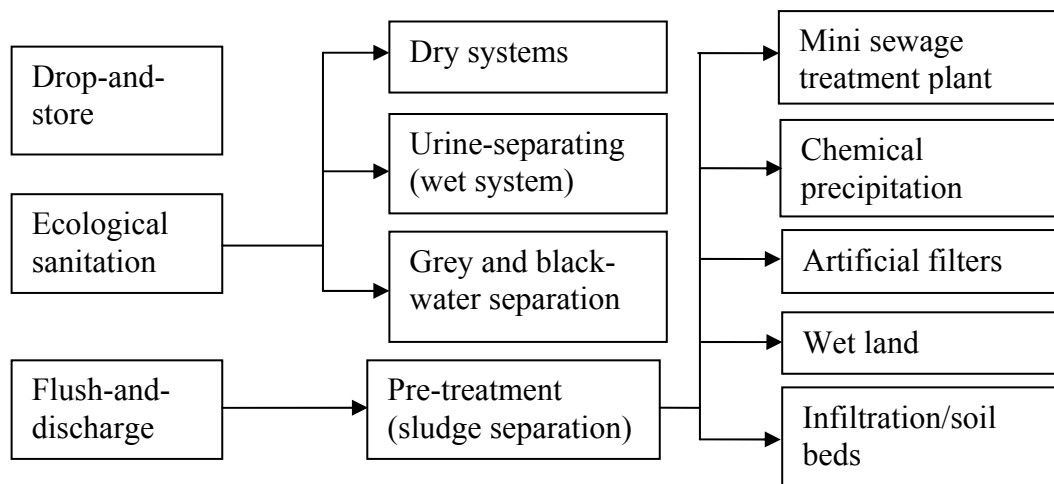 Drop-and-
store
Ecological
sanitation
Flush-and-
discharge
Dry systems
Urine-separating
(wet system)
Grey and black-
water separation
Pre-treatment
(sludge separation)
Mini sewage
treatment plant
Chemical
precipitation
Artificial filters
Wet land
Infiltration/soil
beds